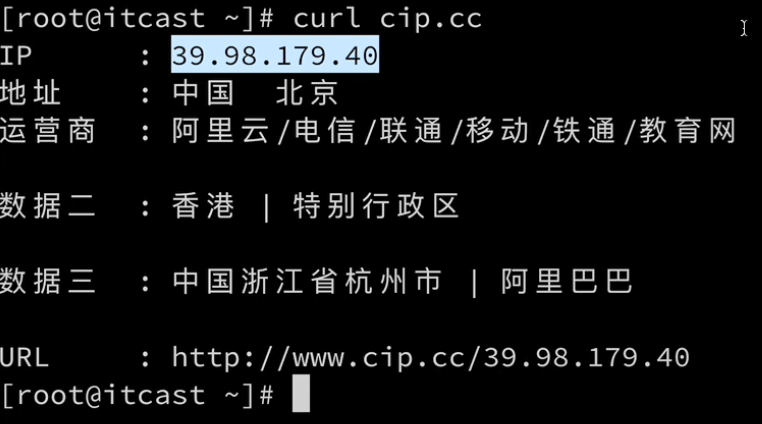 [root@itcast ~]# curl cip.cc
IP      : 39.98.179.40
地址    : 中国  北京
运营商  : 阿里云/电信/联通/移动/铁通/教育网
数据二  : 香港 | 特别行政区
数据三  : 中国浙江省杭州市 | 阿里巴巴
URL     : http://www.cip.cc/39.98.179.40
[root@itcast ~]#